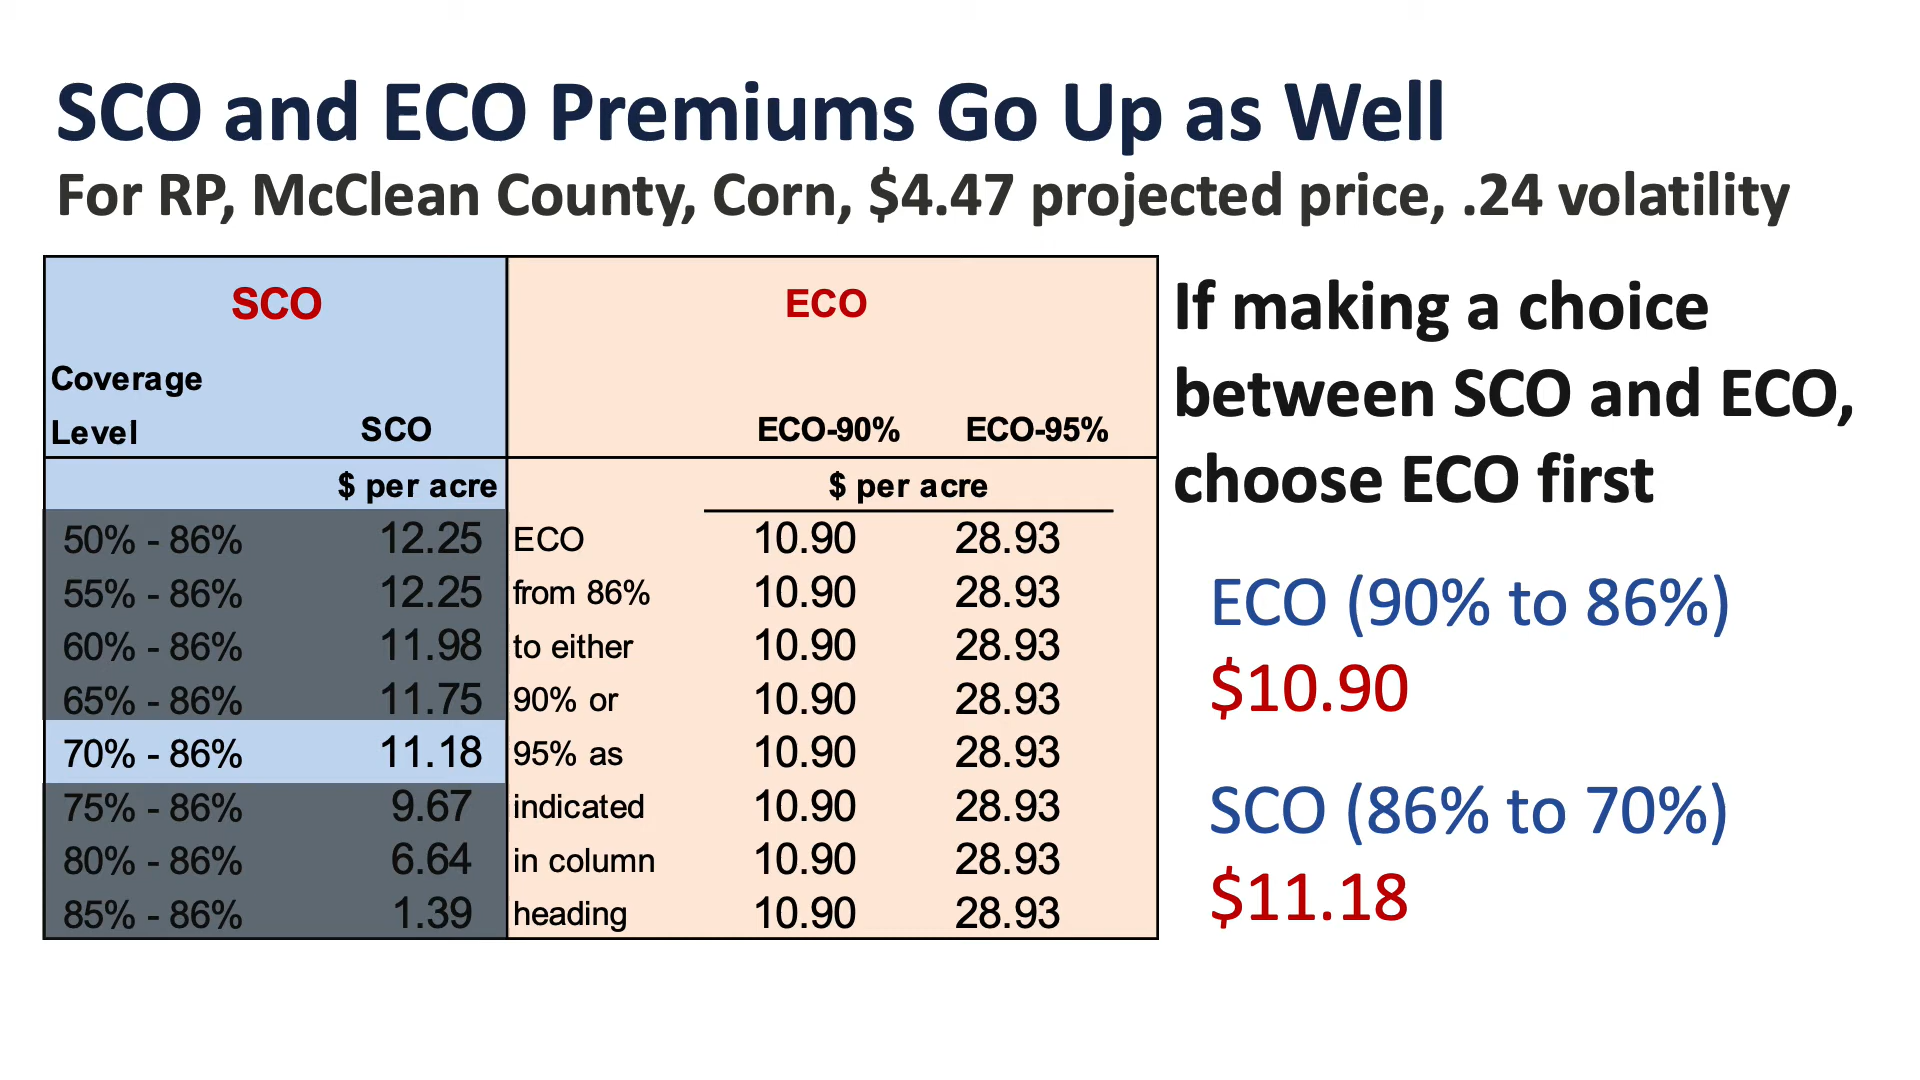 SCO and ECO Premiums Go Up as Well
For RP, McClean County, Corn, $4.47 projected price, .24 volatility
SCO ECO
Coverage
Level SCO ECO-90% ECO-95%
$ per acre $ per acre
50% - 86% 12.25 ECO 10.90 28.93
55% - 86% 12.25 from 86% 10.90 28.93
60% - 86% 11.98 to either 10.90 28.93
65% - 86% 11.75 90% or 10.90 28.93
70% - 86% 11.18 95% as 10.90 28.93
75% - 86% 9.67 indicated 10.90 28.93
80% - 86% 6.64 in column 10.90 28.93
85% - 86% 1.39 heading 10.90 28.93
If making a choice
between SCO and ECO,
choose ECO first
ECO (90% to 86%)
$10.90
SCO (86% to 70%)
$11.18